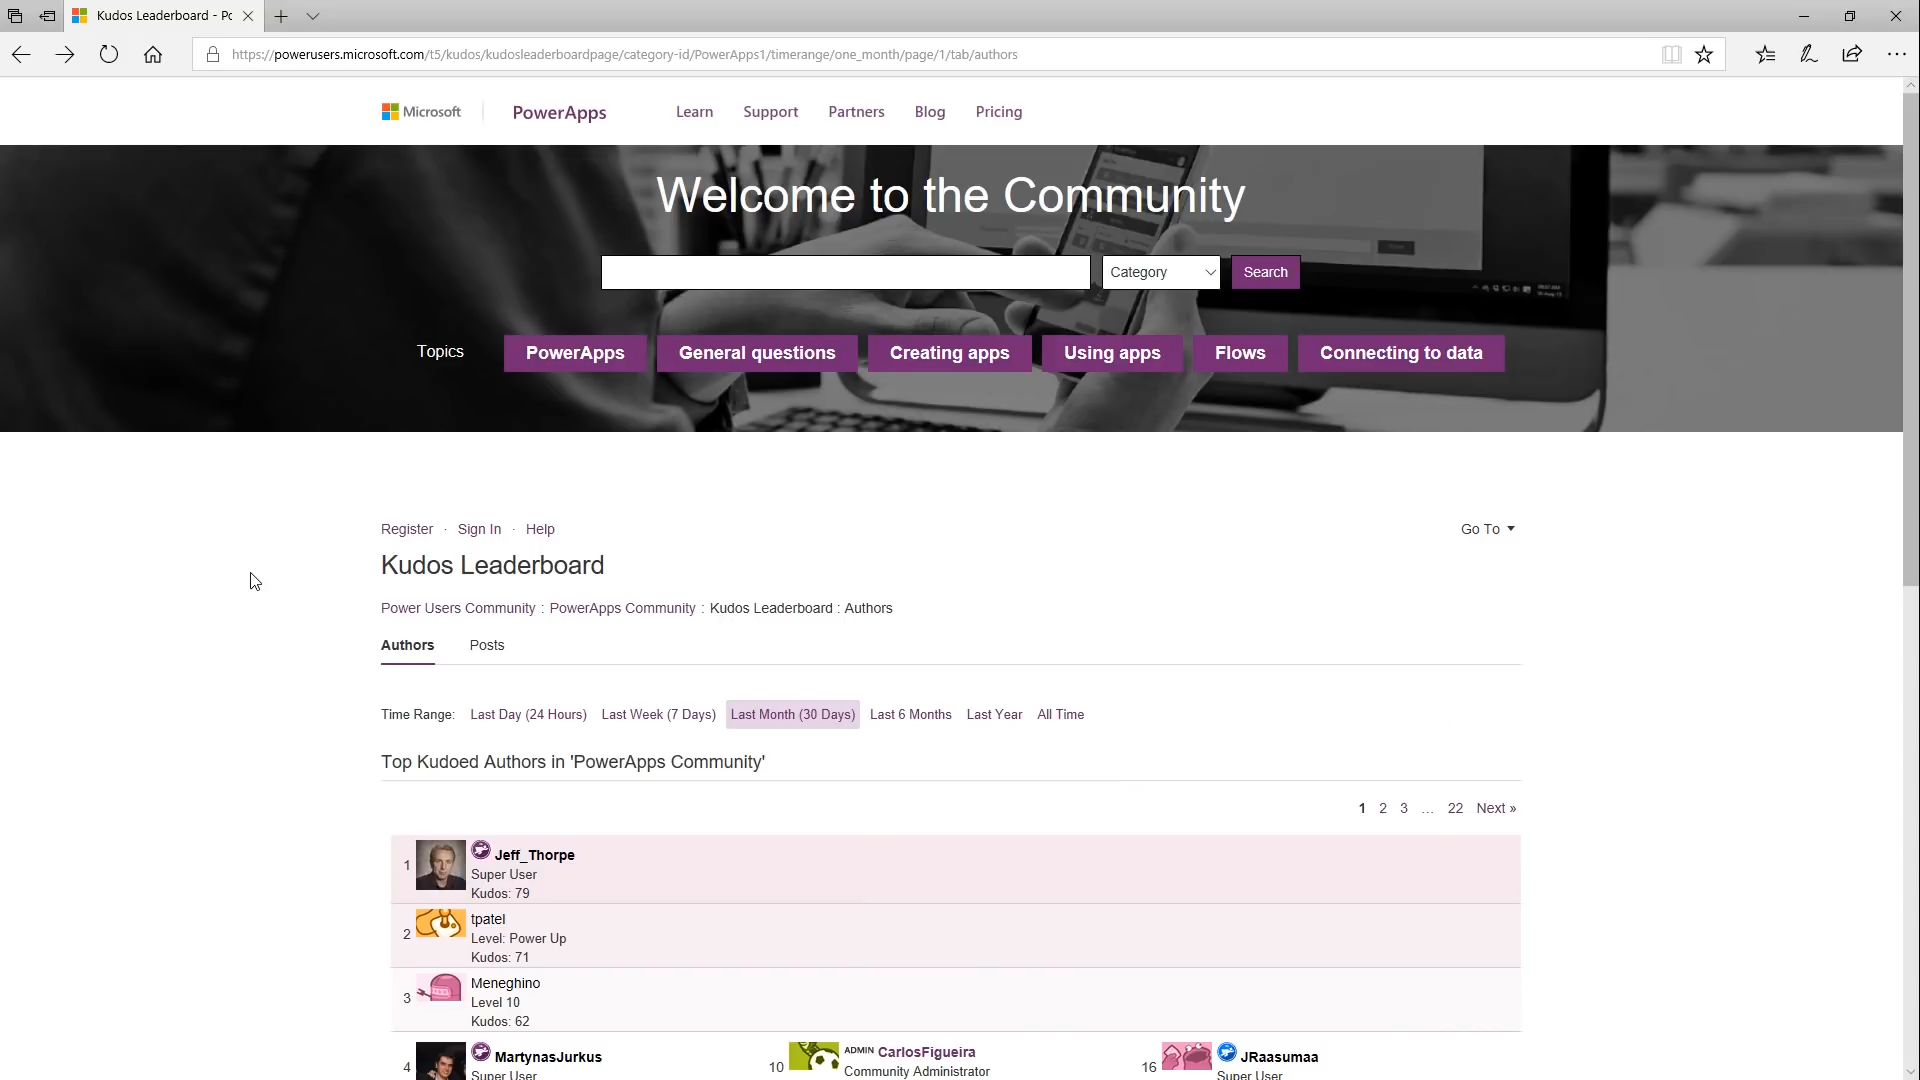 Kudos Leaderboard - Pc
https://powerusers.microsoft.com/t5/kudos/kudosleaderboardpage/category-id/PowerApps1/timerange/one_month/page/1/tab/authors
Microsoft PowerApps Learn Support Partners Blog Pricing
Welcome to the Community
Category Search
Topics PowerApps General questions Creating apps Using apps Flows Connecting to data
Register · Sign In · Help Go To
Kudos Leaderboard
Power Users Community : PowerApps Community : Kudos Leaderboard : Authors
Authors Posts
Time Range: Last Day (24 Hours) Last Week (7 Days) Last Month (30 Days) Last 6 Months Last Year All Time
Top Kudoed Authors in 'PowerApps Community'
1 2 3 … 22 Next »
1 Jeff_Thorpe
Super User
Kudos: 79
2 tpatel
Level: Power Up
Kudos: 71
3 Meneghino
Level 10
Kudos: 62
4 MartynasJurkus
Super User
10 ADMIN CarlosFigueira
Community Administrator
16 JRaasumaa
Super User